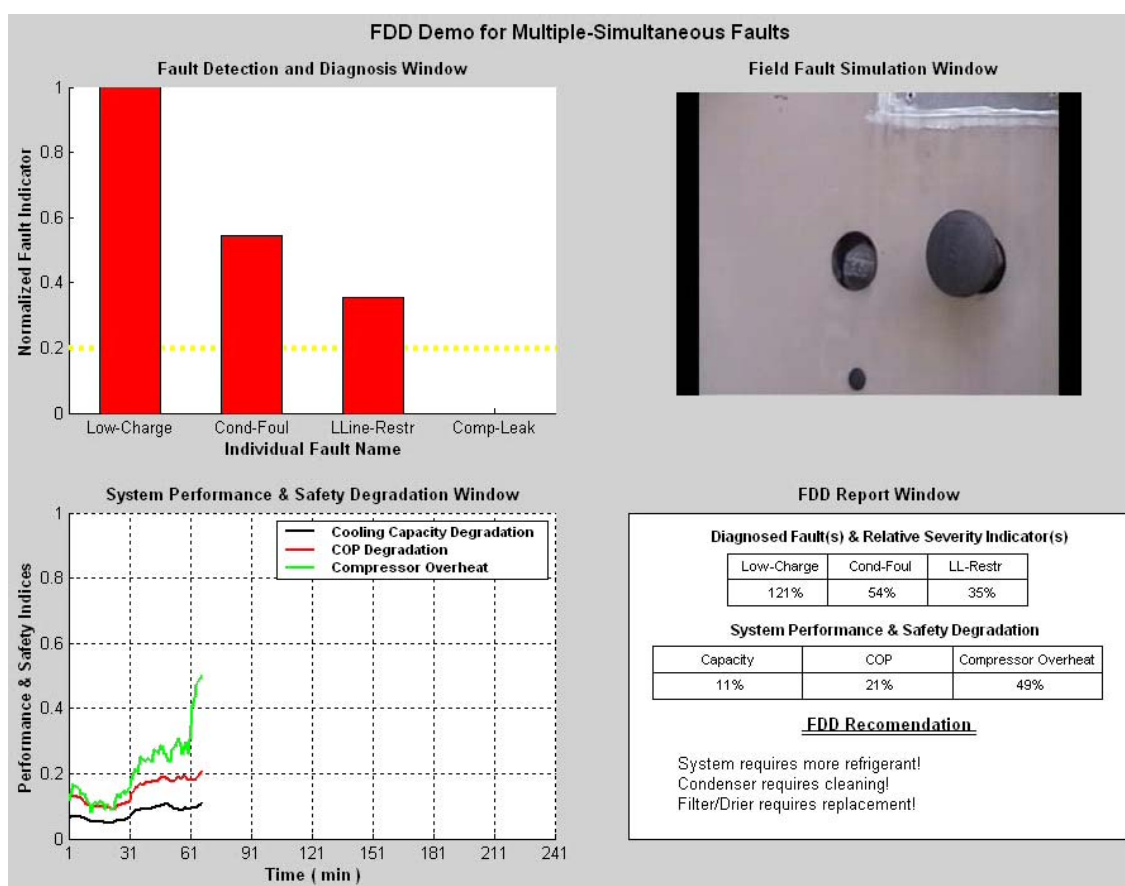 FDD Demo for Multiple-Simultaneous Faults
Fault Detection and Diagnosis Window
Normalized Fault Indicator
1
0.8
0.6
0.4
0.2
0
Low-Charge Cond-Foul LLine-Restr Comp-Leak
Individual Fault Name
Field Fault Simulation Window
System Performance & Safety Degradation Window
Performance & Safety Indices
1
0.8
0.6
0.4
0.2
0
Cooling Capacity Degradation
COP Degradation
Compressor Overheat
1 31 61 91 121 151 181 211 241
Time ( min )
FDD Report Window
Diagnosed Fault(s) & Relative Severity Indicator(s)
Low-Charge Cond-Foul LL-Restr
121% 54% 35%
System Performance & Safety Degradation
Capacity COP Compressor Overheat
11% 21% 49%
FDD Recomendation
System requires more refrigerant!
Condenser requires cleaning!
Filter/Drier requires replacement!